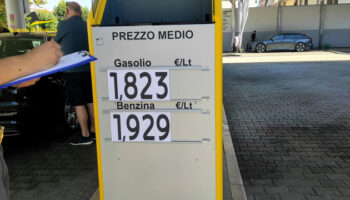 PREZZO MEDIO
Gasolio €/Lt
1,823
Benzina €/Lt
1,929